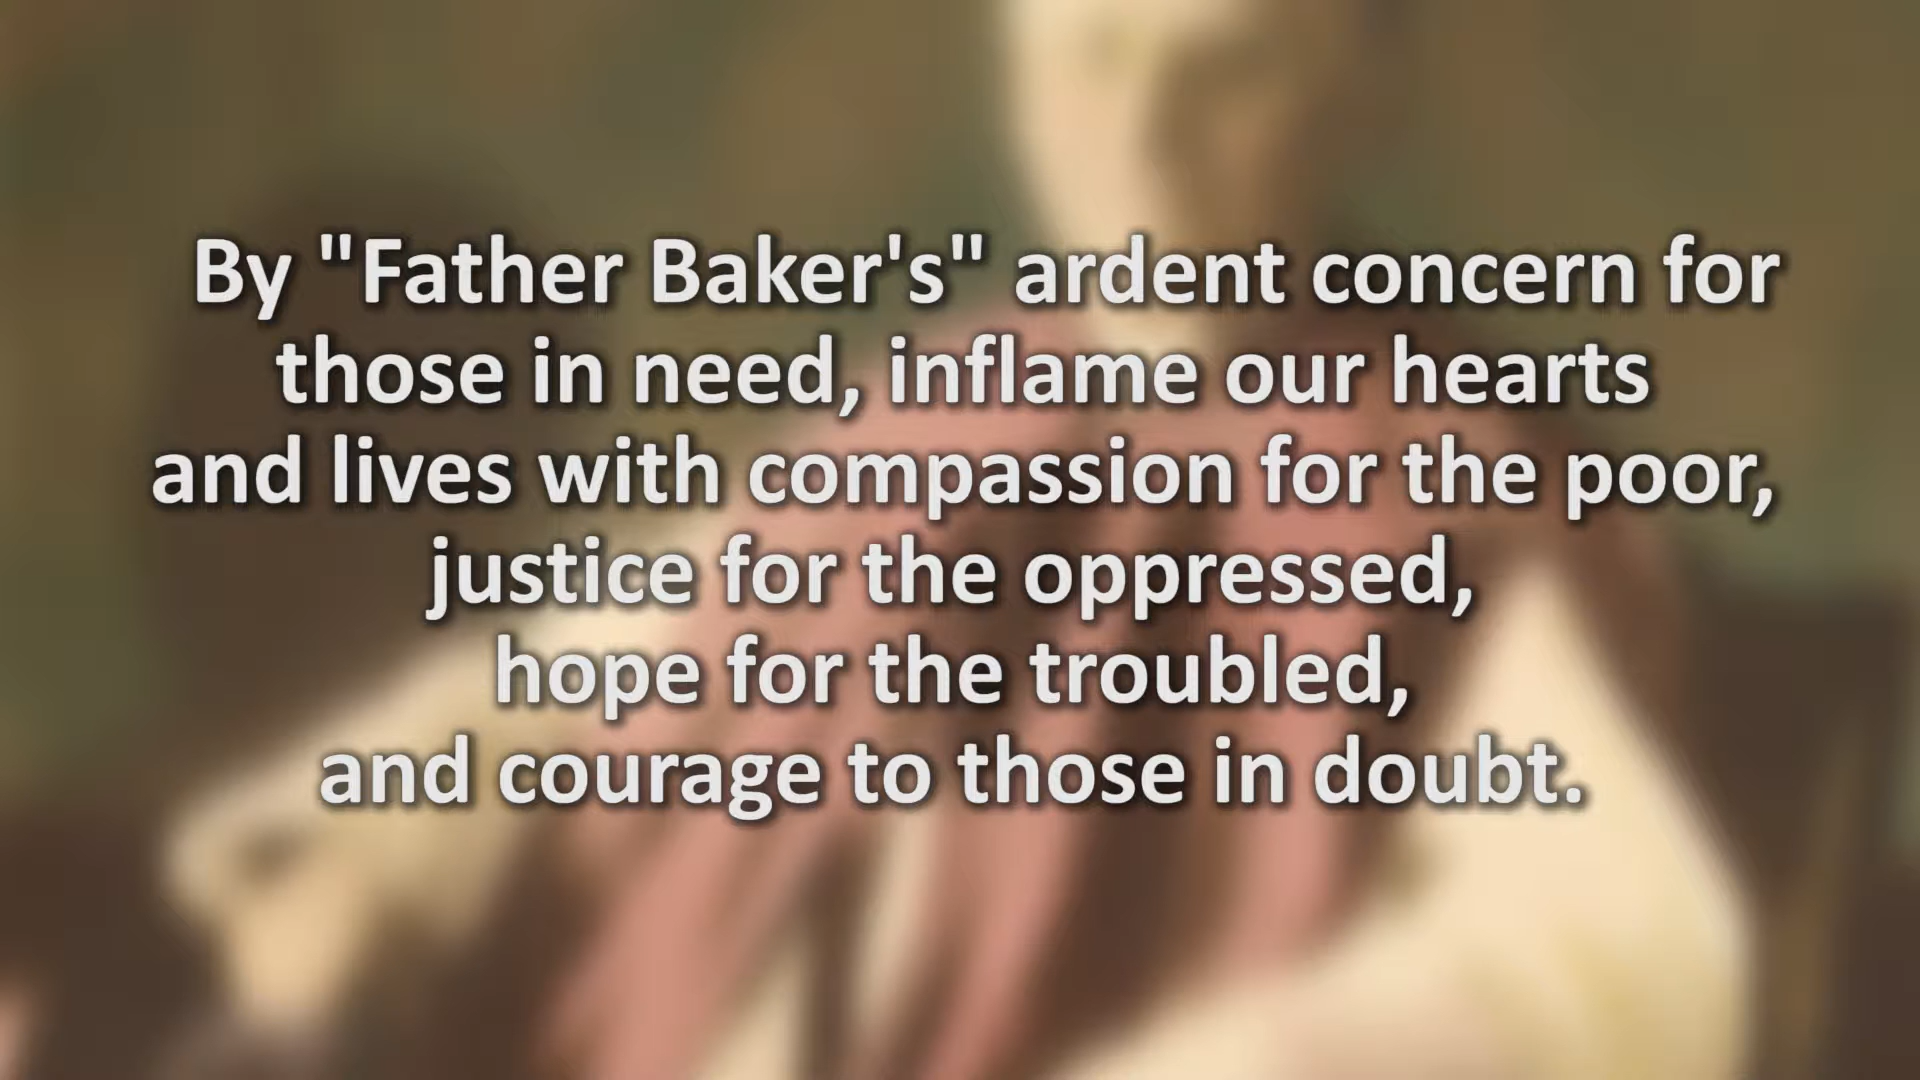 By "Father Baker's" ardent concern for
those in need, inflame our hearts
and lives with compassion for the poor,
justice for the oppressed,
hope for the troubled,
and courage to those in doubt.